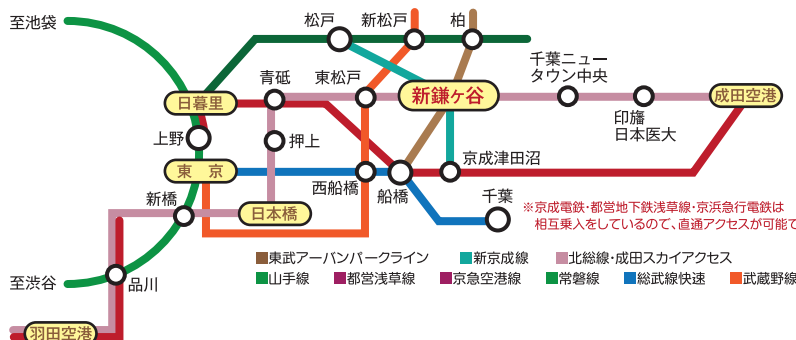 至池袋
松戸
新松戸
柏
千葉ニュー
タウン中央
青砥
東松戸
日暮里
新鎌ヶ谷
成田空港
印旛
日本医大
上野
押上
京成津田沼
東 京
西船橋
船橋
千葉
新橋
日本橋
※京成電鉄・都営地下鉄浅草線・京浜急行電鉄は
相互乗入をしているので、直通アクセスが可能で
東武アーバンパークライン
新京成線
北総線・成田スカイアクセス
至渋谷
品川
山手線
都営浅草線
京急空港線
常磐線
総武線快速
武蔵野線
羽田空港